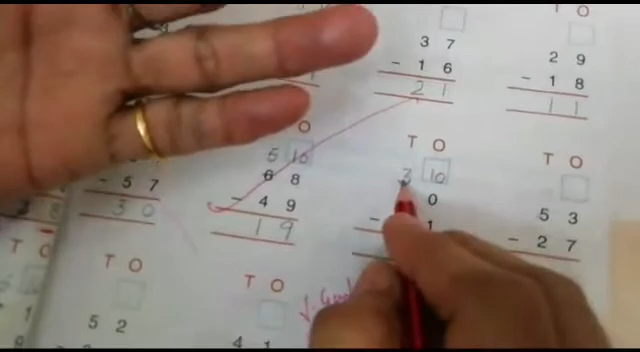 T O
3 7
- 1 6
2 1
2 9
- 1 8
1 1
O
5 10
6 8
- 4 9
1 9
T O
3 10
0
- 1
T O
5 3
- 2 7
- 5 7
3 0
T O
T O
5 2
T O
4 1